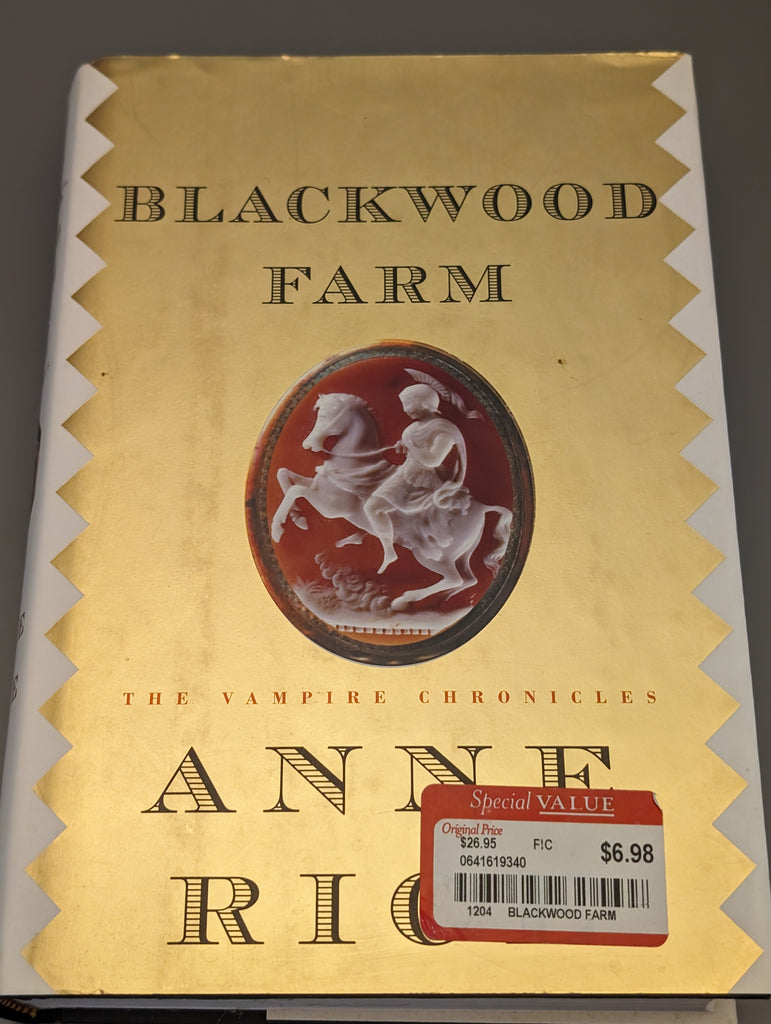 BLACKWOOD
FARM
THE VAMPIRE CHRONICLES
ANNE
RIC
Special VALUE
Original Price
$26.95 FIC $6.98
0641619340
1204 BLACKWOOD FARM